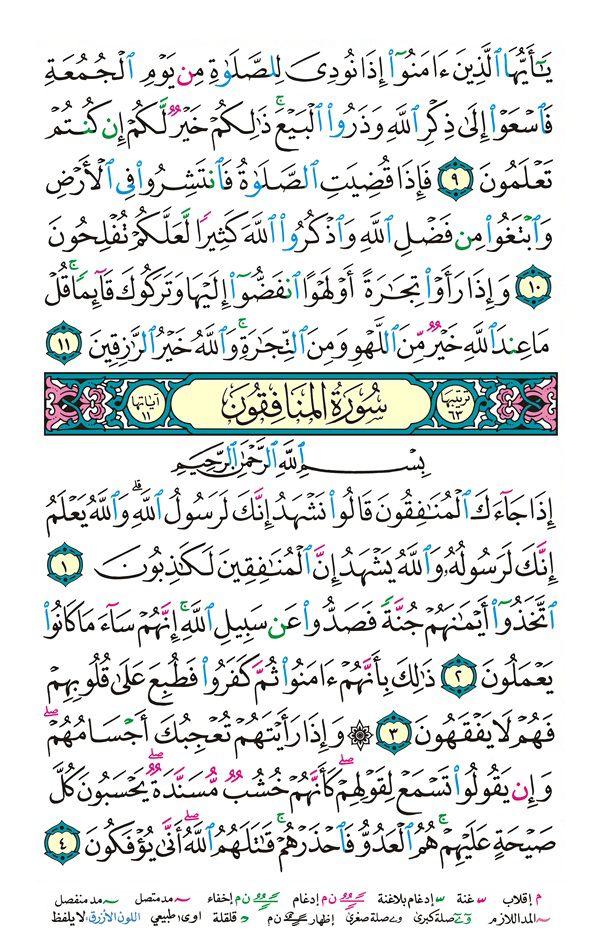 يَـٰٓأَيُّهَا ٱلَّذِينَ ءَامَنُوٓا۟ إِذَا نُودِىَ لِلصَّلَوٰةِ مِن يَوْمِ ٱلْجُمُعَةِ
فَٱسْعَوْا۟ إِلَىٰ ذِكْرِ ٱللَّهِ وَذَرُوا۟ ٱلْبَيْعَ ۚ ذَٰلِكُمْ خَيْرٌ لَّكُمْ إِن كُنتُمْ
تَعْلَمُونَ ٩ فَإِذَا قُضِيَتِ ٱلصَّلَوٰةُ فَٱنتَشِرُوا۟ فِى ٱلْأَرْضِ
وَٱبْتَغُوا۟ مِن فَضْلِ ٱللَّهِ وَٱذْكُرُوا۟ ٱللَّهَ كَثِيرًا لَّعَلَّكُمْ تُفْلِحُونَ
١٠ وَإِذَا رَأَوْا۟ تِجَـٰرَةً أَوْ لَهْوًا ٱنفَضُّوٓا۟ إِلَيْهَا وَتَرَكُوكَ قَآئِمًا ۚ قُلْ
مَا عِندَ ٱللَّهِ خَيْرٌ مِّنَ ٱللَّهْوِ وَمِنَ ٱلتِّجَـٰرَةِ ۚ وَٱللَّهُ خَيْرُ ٱلرَّٰزِقِينَ ١١
ترتيبها ٦٣ سُورَةُ الْمُنَافِقُونَ آياتها ١١
بِسْمِ ٱللَّهِ ٱلرَّحْمَـٰنِ ٱلرَّحِيمِ
إِذَا جَآءَكَ ٱلْمُنَـٰفِقُونَ قَالُوا۟ نَشْهَدُ إِنَّكَ لَرَسُولُ ٱللَّهِ ۗ وَٱللَّهُ يَعْلَمُ
إِنَّكَ لَرَسُولُهُۥ وَٱللَّهُ يَشْهَدُ إِنَّ ٱلْمُنَـٰفِقِينَ لَكَـٰذِبُونَ ١
ٱتَّخَذُوٓا۟ أَيْمَـٰنَهُمْ جُنَّةً فَصَدُّوا۟ عَن سَبِيلِ ٱللَّهِ ۚ إِنَّهُمْ سَآءَ مَا كَانُوا۟
يَعْمَلُونَ ٢ ذَٰلِكَ بِأَنَّهُمْ ءَامَنُوا۟ ثُمَّ كَفَرُوا۟ فَطُبِعَ عَلَىٰ قُلُوبِهِمْ
فَهُمْ لَا يَفْقَهُونَ ٣ ۞ وَإِذَا رَأَيْتَهُمْ تُعْجِبُكَ أَجْسَامُهُمْ ۖ
وَإِن يَقُولُوا۟ تَسْمَعْ لِقَوْلِهِمْ ۖ كَأَنَّهُمْ خُشُبٌ مُّسَنَّدَةٌ ۖ يَحْسَبُونَ كُلَّ
صَيْحَةٍ عَلَيْهِمْ ۚ هُمُ ٱلْعَدُوُّ فَٱحْذَرْهُمْ ۚ قَـٰتَلَهُمُ ٱللَّهُ ۖ أَنَّىٰ يُؤْفَكُونَ ٤
م إقلاب غنة إدغام بلاغنة ن م إدغام ن م إخفاء مد متصل مد منفصل
المد اللازم صلة كبرى صلة صغرى إظهار ن م قلقلة اوى طبيعي اللون الأزرق: لا يلفظ